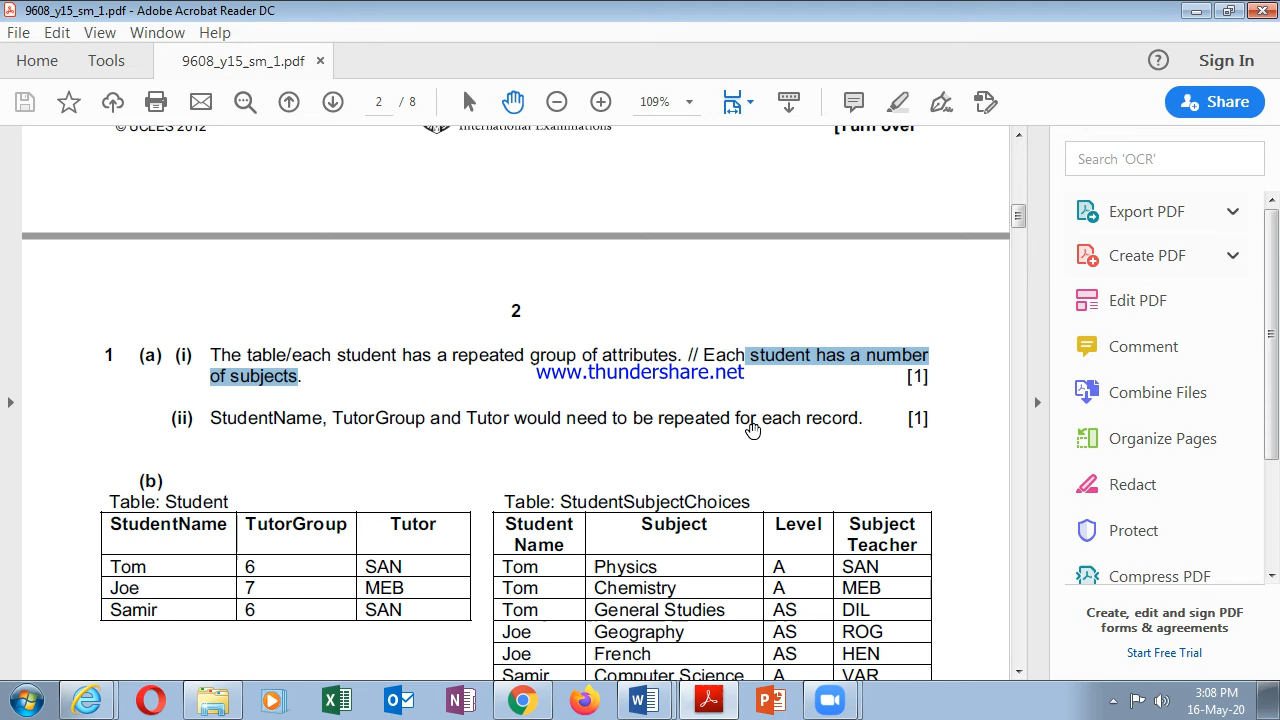 9608_y15_sm_1.pdf - Adobe Acrobat Reader DC
File Edit View Window Help
Home Tools 9608_y15_sm_1.pdf × Sign In
2 / 8 109% Share
© UCLES 2012 International Examinations [Turn over
Search 'OCR'
Export PDF
Create PDF
Edit PDF
Comment
Combine Files
Organize Pages
Redact
Protect
Compress PDF
Create, edit and sign PDF
forms & agreements
Start Free Trial
2
1 (a) (i) The table/each student has a repeated group of attributes. // Each student has a number
of subjects. [1]
www.thundershare.net
(ii) StudentName, TutorGroup and Tutor would need to be repeated for each record. [1]
(b)
Table: Student
StudentName TutorGroup Tutor
Tom 6 SAN
Joe 7 MEB
Samir 6 SAN
Table: StudentSubjectChoices
Student Name Subject Level Subject Teacher
Tom Physics A SAN
Tom Chemistry A MEB
Tom General Studies AS DIL
Joe Geography AS ROG
Joe French AS HEN
Samir Computer Science A VAR
3:08 PM
16-May-20